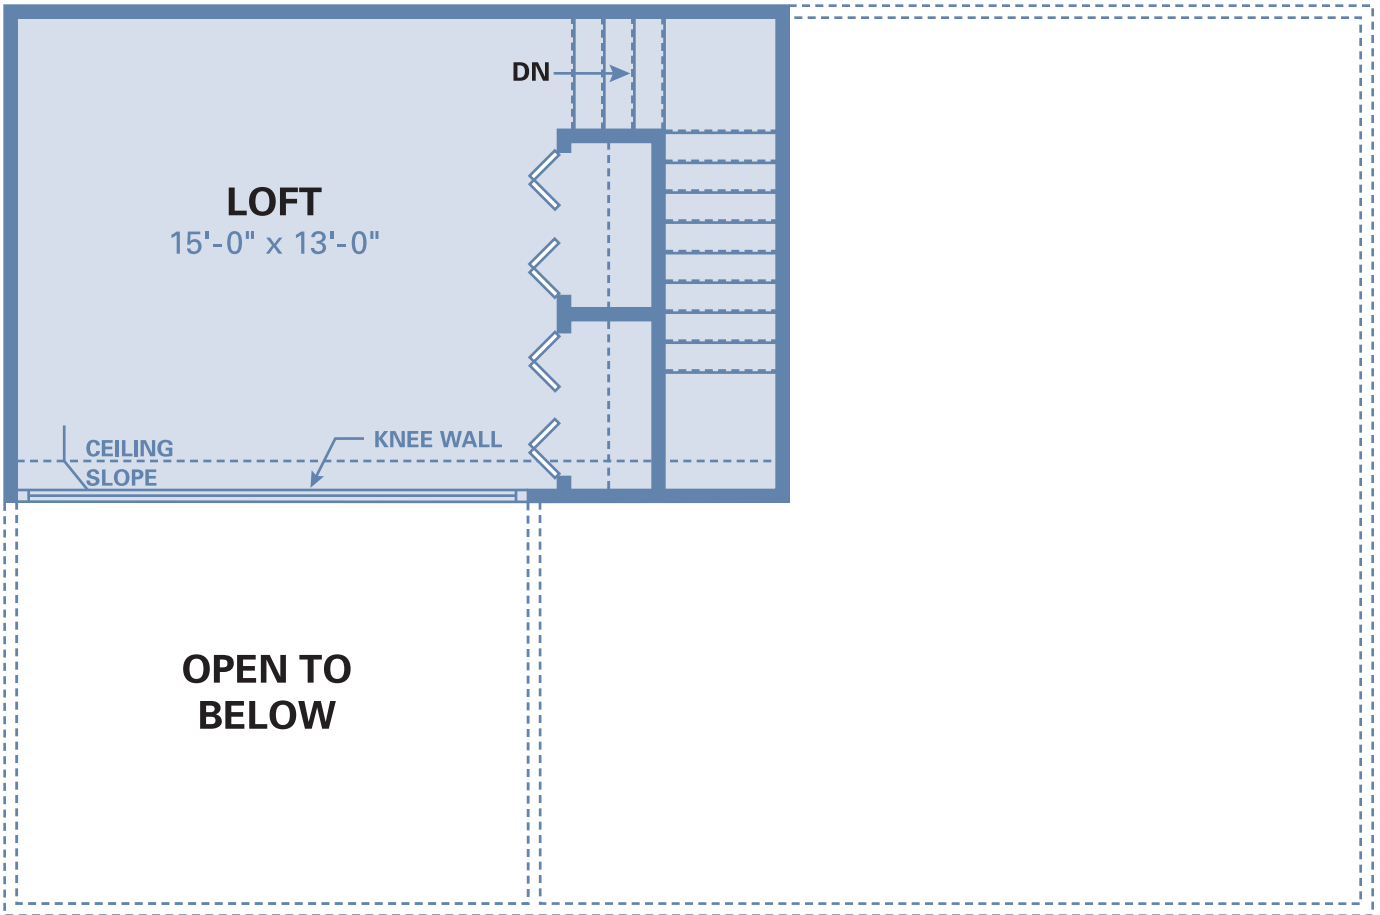 DN
LOFT
15'-0" x 13'-0"
KNEE WALL
CEILING
SLOPE
OPEN TO
BELOW